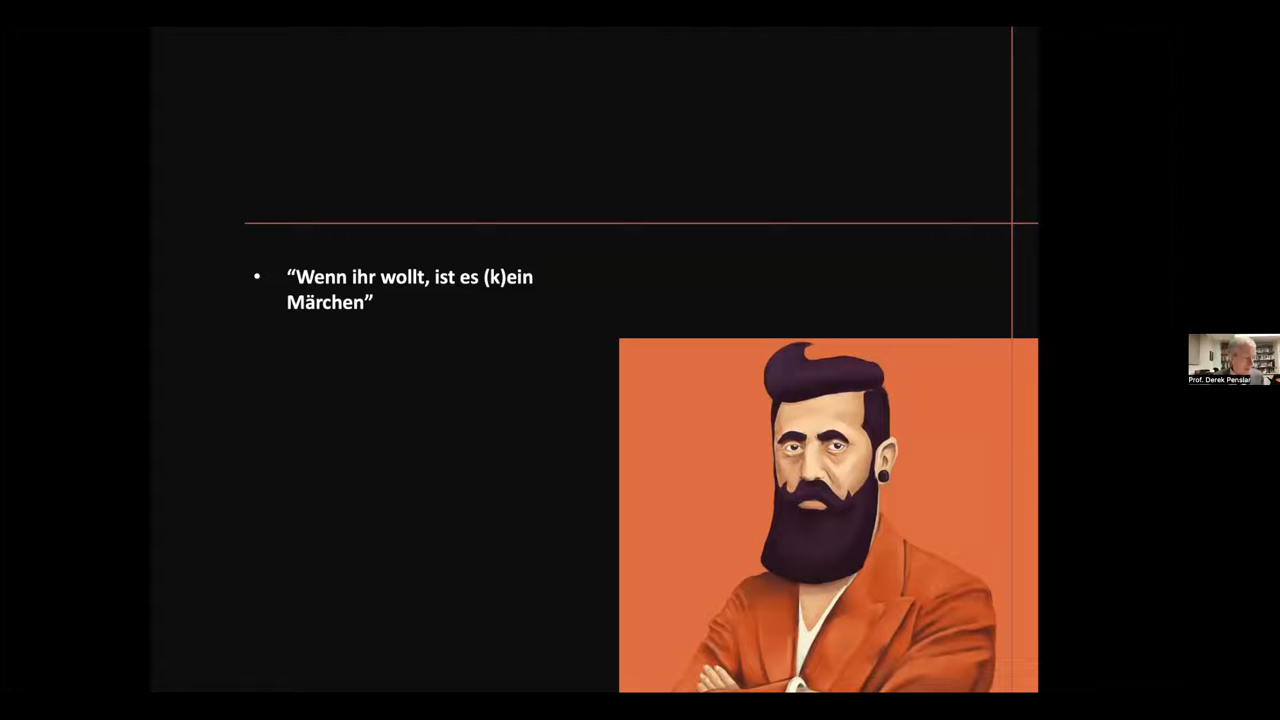 “Wenn ihr wollt, ist es (k)ein
Märchen”
Prof. Derek Penslar